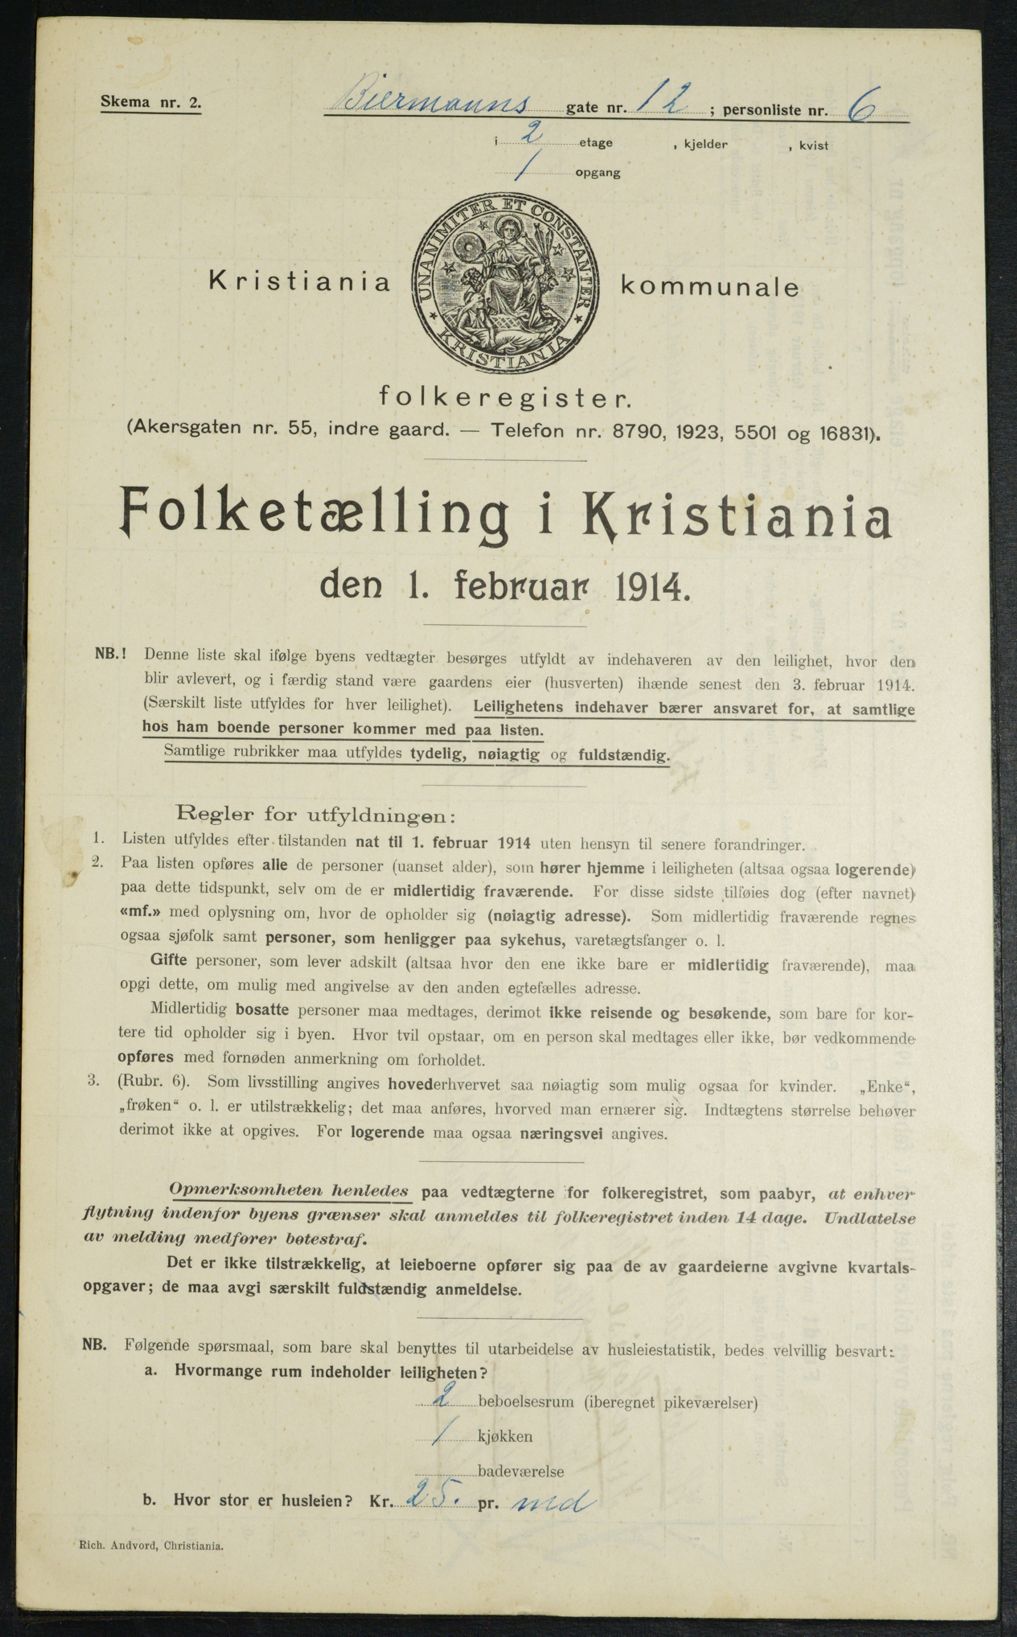 Skema nr. 2.
Biermanns gate nr. 12 ; personliste nr. 6
i 2 etage , kjelder , kvist
1 opgang
UNANIMITER ET CONSTANTER
KRISTIANIA
Kristiania kommunale
folkeregister.
(Akersgaten nr. 55, indre gaard. — Telefon nr. 8790, 1923, 5501 og 16831).
Folketælling i Kristiania
den 1. februar 1914.
NB.! Denne liste skal ifølge byens vedtægter besørges utfyldt av indehaveren av den leilighet, hvor den
blir avlevert, og i færdig stand være gaardens eier (husverten) ihænde senest den 3. februar 1914.
(Særskilt liste utfyldes for hver leilighet). Leilighetens indehaver bærer ansvaret for, at samtlige
hos ham boende personer kommer med paa listen.
Samtlige rubrikker maa utfyldes tydelig, nøiagtig og fuldstændig.
Regler for utfyldningen:
1. Listen utfyldes efter tilstanden nat til 1. februar 1914 uten hensyn til senere forandringer.
2. Paa listen opføres alle de personer (uanset alder), som hører hjemme i leiligheten (altsaa ogsaa logerende)
paa dette tidspunkt, selv om de er midlertidig fraværende. For disse sidste tilføies dog (efter navnet)
«mf.» med oplysning om, hvor de opholder sig (nøiagtig adresse). Som midlertidig fraværende regnes
ogsaa sjøfolk samt personer, som henligger paa sykehus, varetægtsfanger o. l.
Gifte personer, som lever adskilt (altsaa hvor den ene ikke bare er midlertidig fraværende), maa
opgi dette, om mulig med angivelse av den anden egtefælles adresse.
Midlertidig bosatte personer maa medtages, derimot ikke reisende og besøkende, som bare for kor-
tere tid opholder sig i byen. Hvor tvil opstaar, om en person skal medtages eller ikke, bør vedkommende
opføres med fornøden anmerkning om forholdet.
3. (Rubr. 6). Som livsstilling angives hovederhvervet saa nøiagtig som mulig ogsaa for kvinder. „Enke“,
„frøken“ o. l. er utilstrækkelig; det maa anføres, hvorved man ernærer sig. Indtægtens størrelse behøver
derimot ikke at opgives. For logerende maa ogsaa næringsvei angives.
Opmerksomheten henledes paa vedtægterne for folkeregistret, som paabyr, at enhver
flytning indenfor byens grænser skal anmeldes til folkeregistret inden 14 dage. Undlatelse
av melding medfører bøtestraf.
Det er ikke tilstrækkelig, at leieboerne opfører sig paa de av gaardeierne avgivne kvartals-
opgaver; de maa avgi særskilt fuldstændig anmeldelse.
NB. Følgende spørsmaal, som bare skal benyttes til utarbeidelse av husleiestatistik, bedes velvillig besvart:
a. Hvormange rum indeholder leiligheten?
2 beboelsesrum (iberegnet pikeværelser)
1 kjøkken
badeværelse
b. Hvor stor er husleien? Kr. 25. pr. md
Rich. Andvord, Christiania.